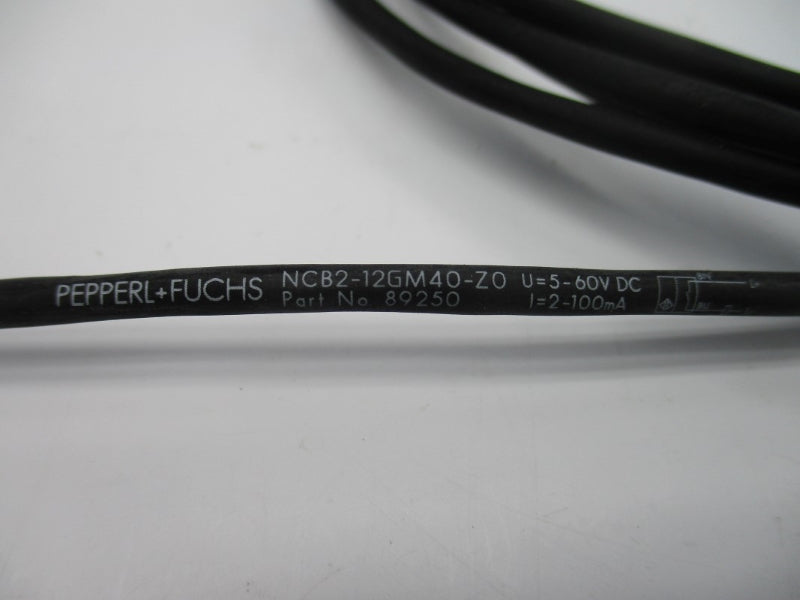 PEPPERL+FUCHS
NCB2-12GM40-Z0 U=5-60V DC
Part No 89250 I=2-100mA